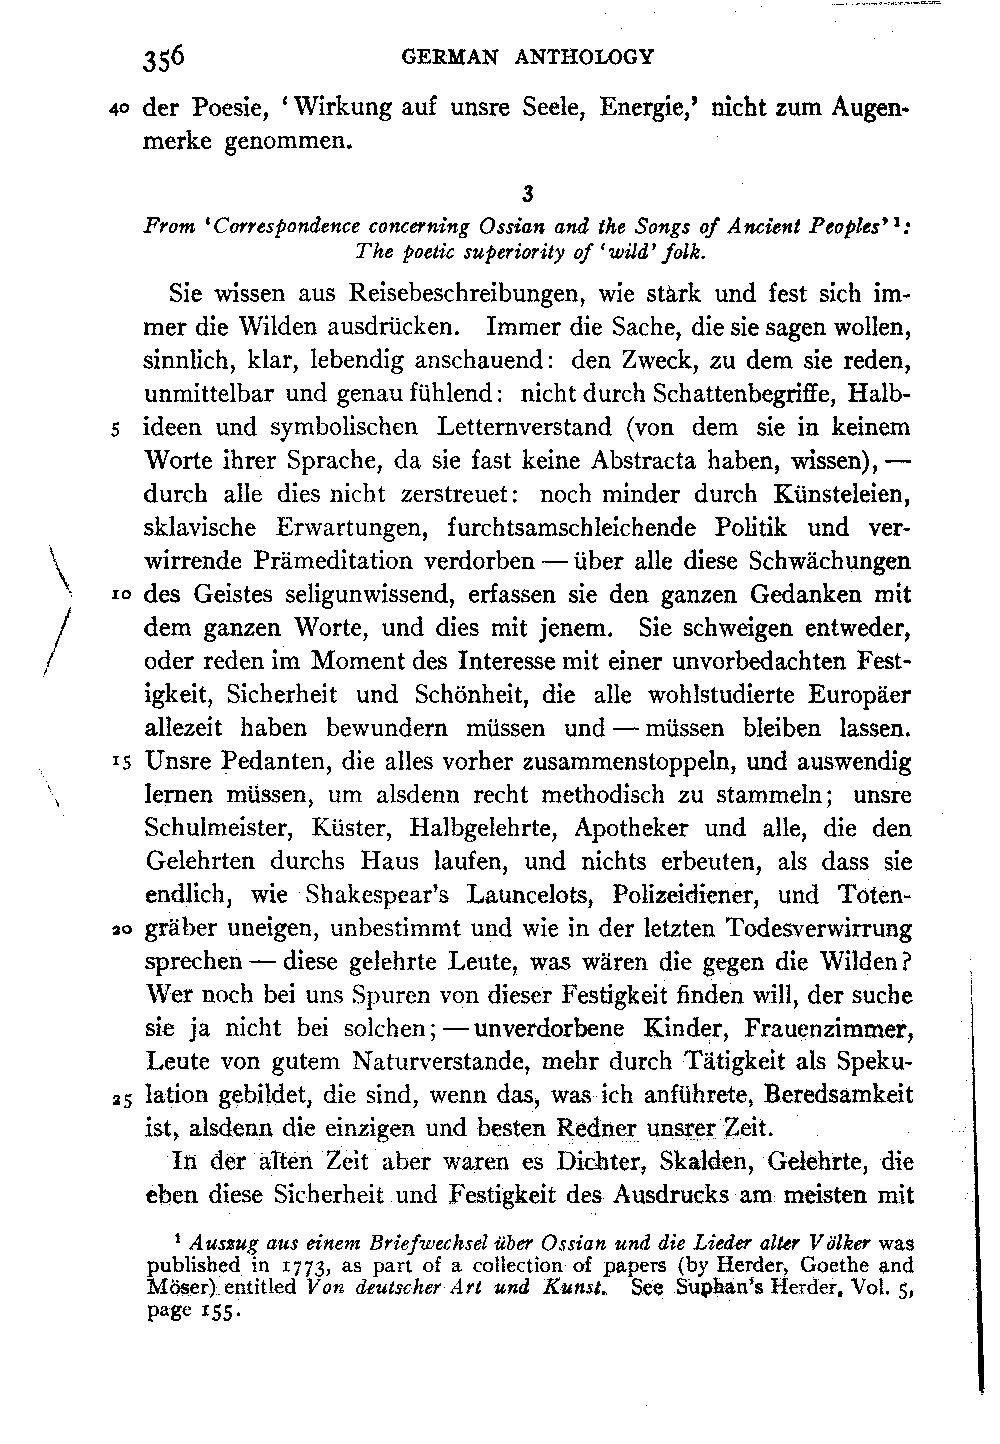 356 GERMAN ANTHOLOGY
40 der Poesie, ‘Wirkung auf unsre Seele, Energie,’ nicht zum Augen-
merke genommen.
3
From ‘Correspondence concerning Ossian and the Songs of Ancient Peoples’ ¹:
The poetic superiority of ‘wild’ folk.
Sie wissen aus Reisebeschreibungen, wie stark und fest sich im-
mer die Wilden ausdrücken. Immer die Sache, die sie sagen wollen,
sinnlich, klar, lebendig anschauend: den Zweck, zu dem sie reden,
unmittelbar und genau fühlend: nicht durch Schattenbegriffe, Halb-
5 ideen und symbolischen Letternverstand (von dem sie in keinem
Worte ihrer Sprache, da sie fast keine Abstracta haben, wissen), —
durch alle dies nicht zerstreuet: noch minder durch Künsteleien,
sklavische Erwartungen, furchtsamschleichende Politik und ver-
wirrende Prämeditation verdorben — über alle diese Schwächungen
10 des Geistes seligunwissend, erfassen sie den ganzen Gedanken mit
dem ganzen Worte, und dies mit jenem. Sie schweigen entweder,
oder reden im Moment des Interesse mit einer unvorbedachten Fest-
igkeit, Sicherheit und Schönheit, die alle wohlstudierte Europäer
allezeit haben bewundern müssen und — müssen bleiben lassen.
15 Unsre Pedanten, die alles vorher zusammenstoppeln, und auswendig
lernen müssen, um alsdenn recht methodisch zu stammeln; unsre
Schulmeister, Küster, Halbgelehrte, Apotheker und alle, die den
Gelehrten durchs Haus laufen, und nichts erbeuten, als dass sie
endlich, wie Shakespear's Launcelots, Polizeidiener, und Toten-
20 gräber uneigen, unbestimmt und wie in der letzten Todesverwirrung
sprechen — diese gelehrte Leute, was wären die gegen die Wilden?
Wer noch bei uns Spuren von dieser Festigkeit finden will, der suche
sie ja nicht bei solchen; — unverdorbene Kinder, Frauenzimmer,
Leute von gutem Naturverstande, mehr durch Tätigkeit als Speku-
25 lation gebildet, die sind, wenn das, was ich anführete, Beredsamkeit
ist, alsdenn die einzigen und besten Redner unsrer Zeit.
In der alten Zeit aber waren es Dichter, Skalden, Gelehrte, die
eben diese Sicherheit und Festigkeit des Ausdrucks am meisten mit
¹ Auszug aus einem Briefwechsel über Ossian und die Lieder alter Völker was
published in 1773, as part of a collection of papers (by Herder, Goethe and
Möser) entitled Von deutscher Art und Kunst. See Suphan's Herder, Vol. 5,
page 155.